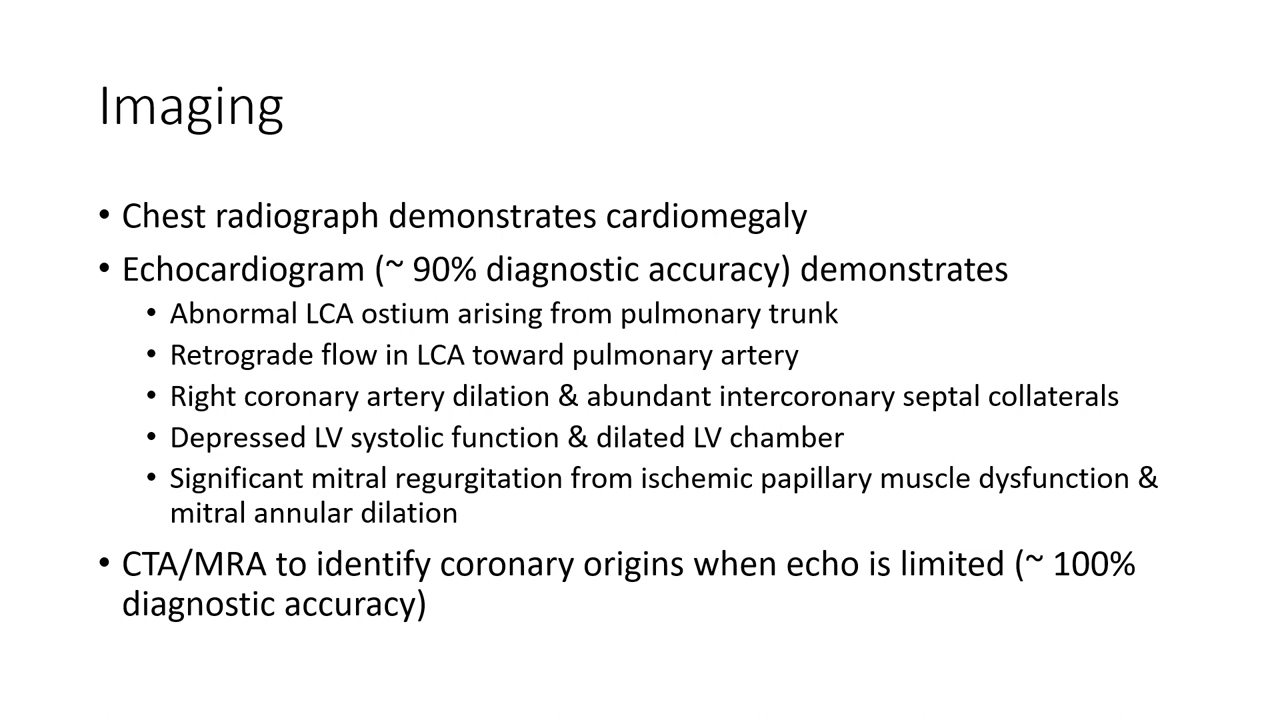 Imaging
• Chest radiograph demonstrates cardiomegaly
• Echocardiogram (~ 90% diagnostic accuracy) demonstrates
• Abnormal LCA ostium arising from pulmonary trunk
• Retrograde flow in LCA toward pulmonary artery
• Right coronary artery dilation & abundant intercoronary septal collaterals
• Depressed LV systolic function & dilated LV chamber
• Significant mitral regurgitation from ischemic papillary muscle dysfunction &
mitral annular dilation
• CTA/MRA to identify coronary origins when echo is limited (~ 100%
diagnostic accuracy)